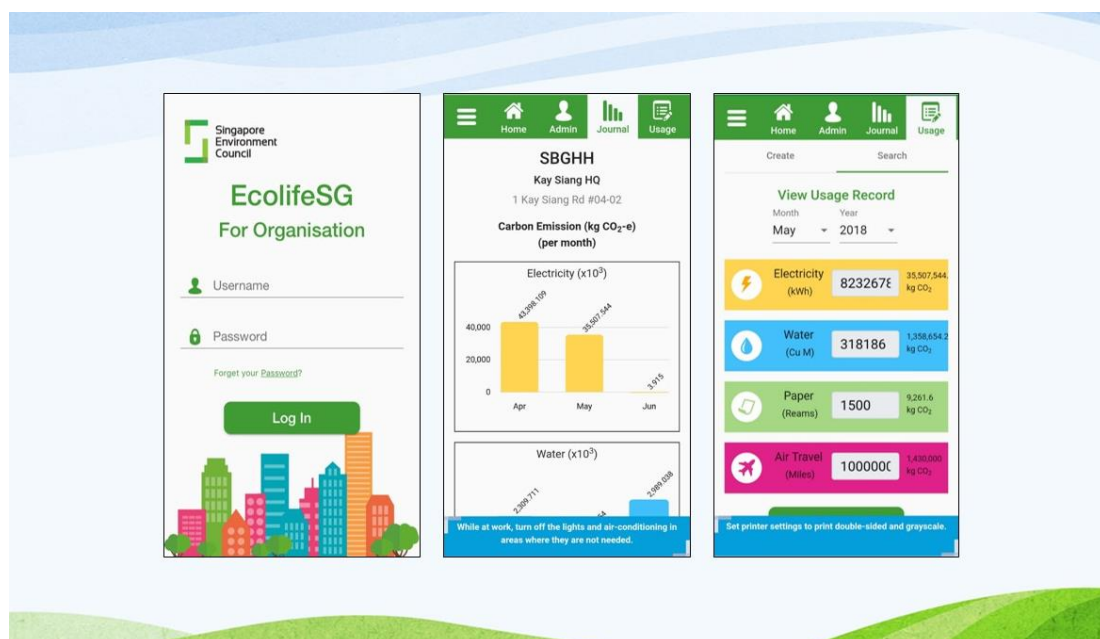 Singapore
Environment
Council
EcolifeSG
For Organisation
Username
Password
Forget your Password?
Log In
Home
Admin
Journal
Usage
SBGHH
Kay Siang HQ
1 Kay Siang Rd #04-02
Carbon Emission (kg CO₂-e)
(per month)
Electricity (x10³)
43,398.109
35,507.544
3.915
40,000
20,000
0
Apr
May
Jun
Water (x10³)
2,309.711
2,989.038
While at work, turn off the lights and air-conditioning in
areas where they are not needed.
Home
Admin
Journal
Usage
Create
Search
View Usage Record
Month
Year
May
2018
Electricity
(kWh)
8232678
35,507,544.
kg CO₂
Water
(Cu M)
318186
1,358,654.2
kg CO₂
Paper
(Reams)
1500
9,261.6
kg CO₂
Air Travel
(Miles)
1000000
1,430,000
kg CO₂
Set printer settings to print double-sided and grayscale.